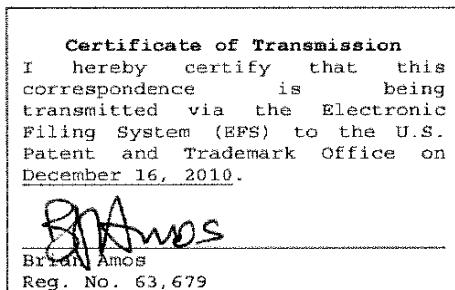 Certificate of Transmission
I hereby certify that this
correspondence is being
transmitted via the Electronic
Filing System (EFS) to the U.S.
Patent and Trademark Office on
December 16, 2010.
BJAmos
Brian Amos
Reg. No. 63,679